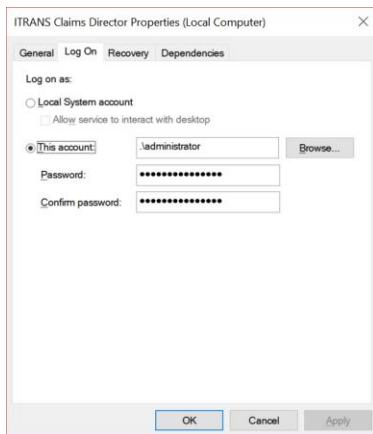 ITRANS Claims Director Properties (Local Computer)
General Log On Recovery Dependencies
Log on as:
Local System account
Allow service to interact with desktop
This account: .\administrator Browse...
Password: •••••••••••••••
Confirm password: •••••••••••••••
OK Cancel Apply